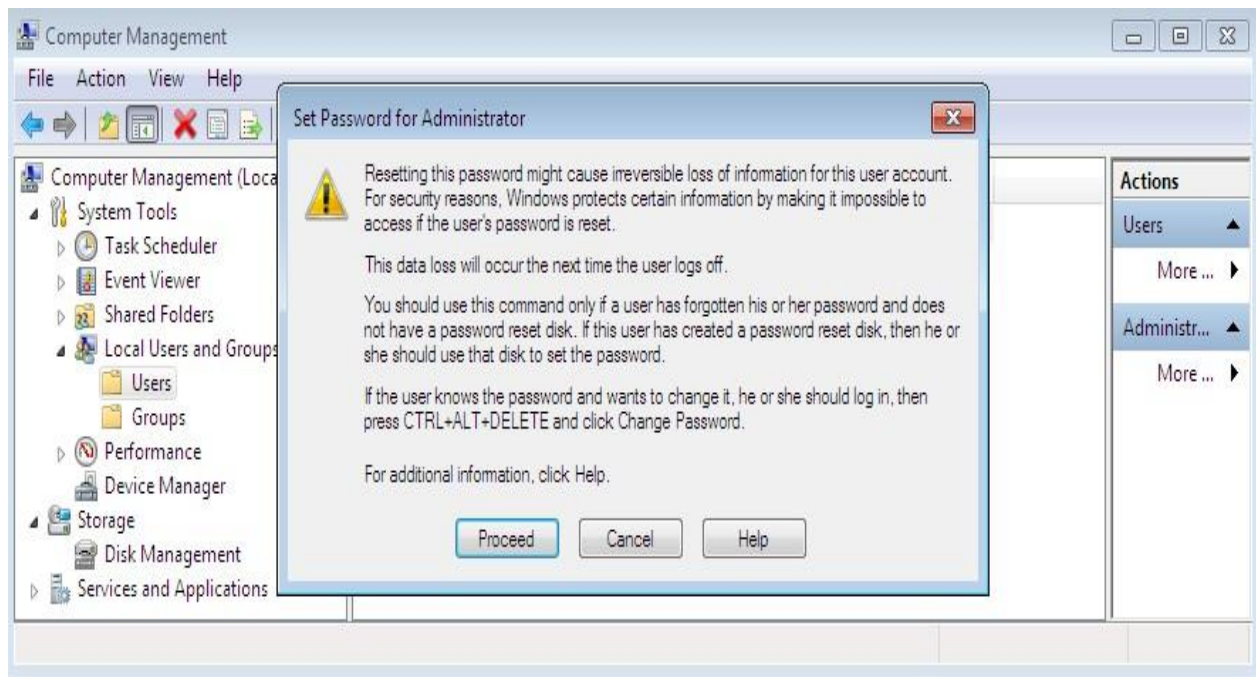 Computer Management
File Action View Help
Set Password for Administrator
Resetting this password might cause irreversible loss of information for this user account.
For security reasons, Windows protects certain information by making it impossible to
access if the user's password is reset.
This data loss will occur the next time the user logs off.
You should use this command only if a user has forgotten his or her password and does
not have a password reset disk. If this user has created a password reset disk, then he or
she should use that disk to set the password.
If the user knows the password and wants to change it, he or she should log in, then
press CTRL+ALT+DELETE and click Change Password.
For additional information, click Help.
Proceed Cancel Help
Computer Management (Loca
System Tools
Task Scheduler
Event Viewer
Shared Folders
Local Users and Groups
Users
Groups
Performance
Device Manager
Storage
Disk Management
Services and Applications
Actions
Users
More ...
Administr...
More ...